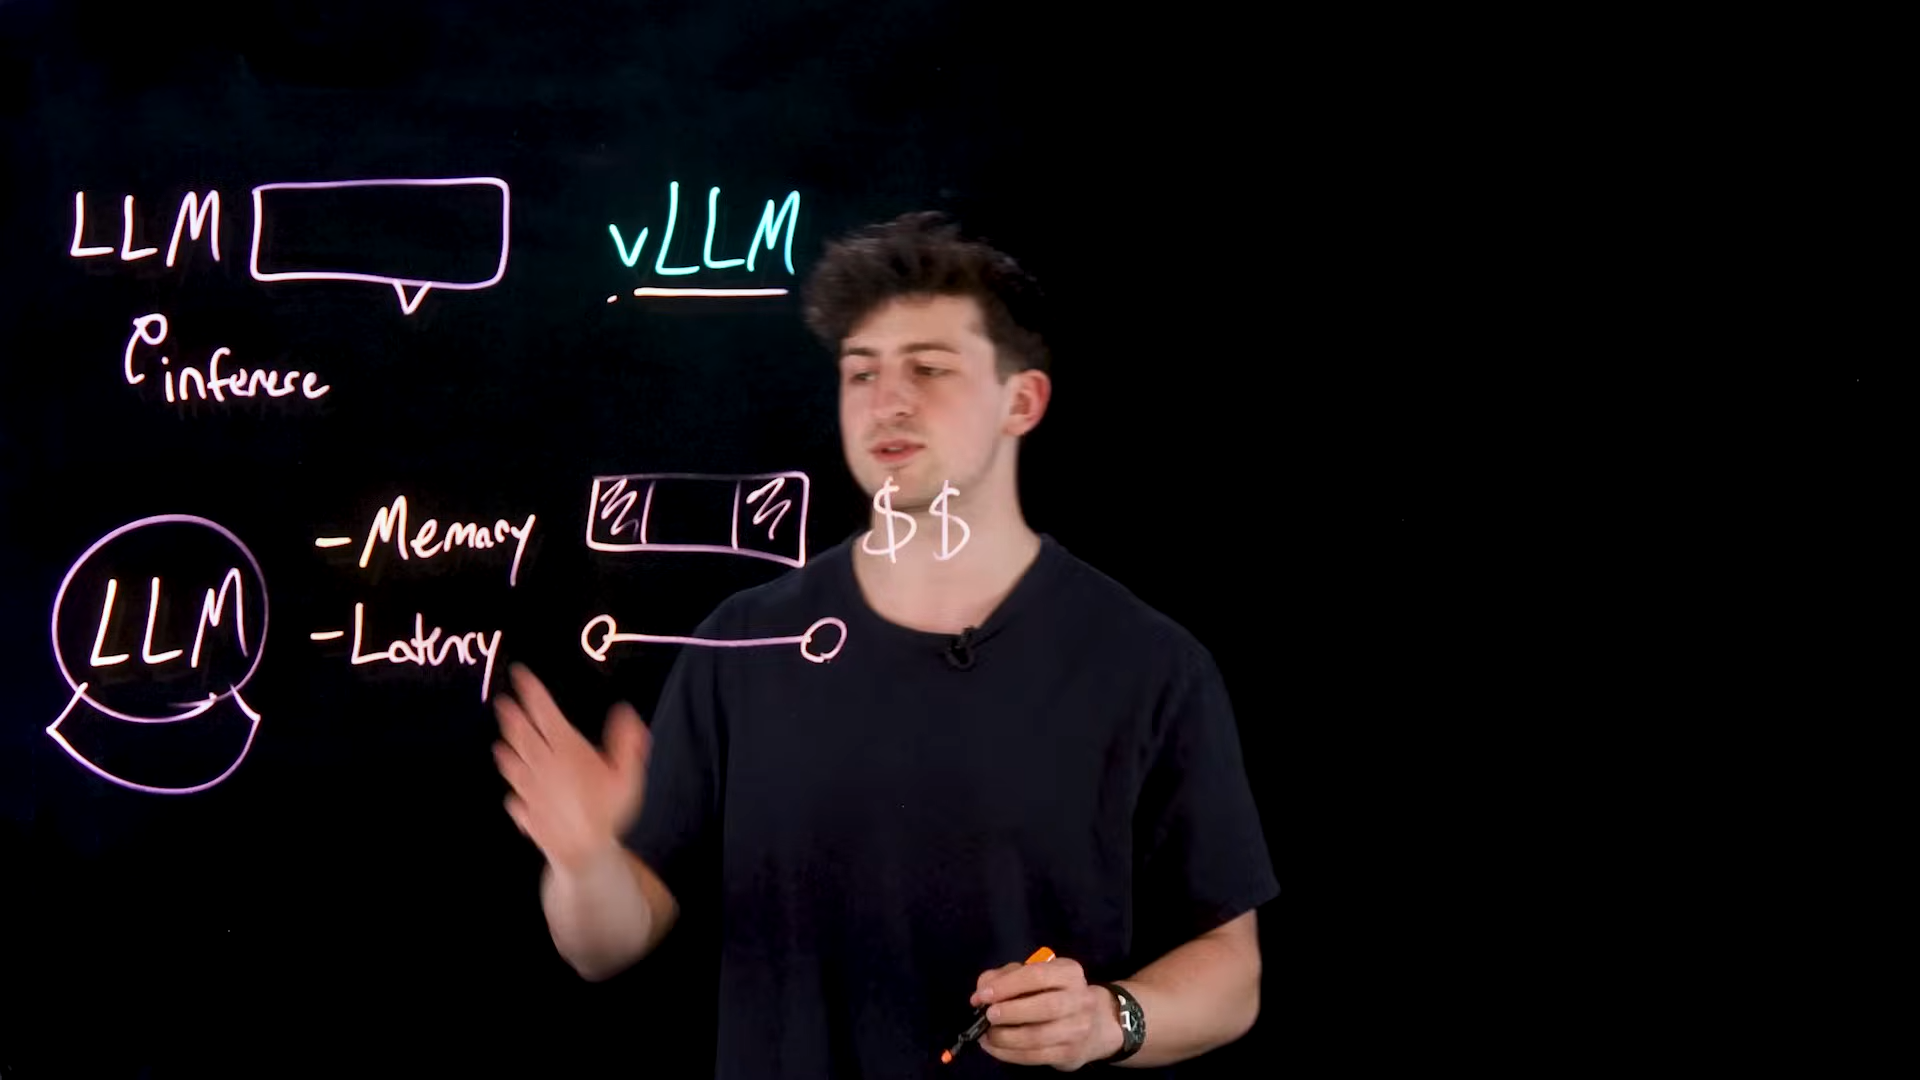 LLM
vLLM
inference
- Memory
$$
LLM
- Latency